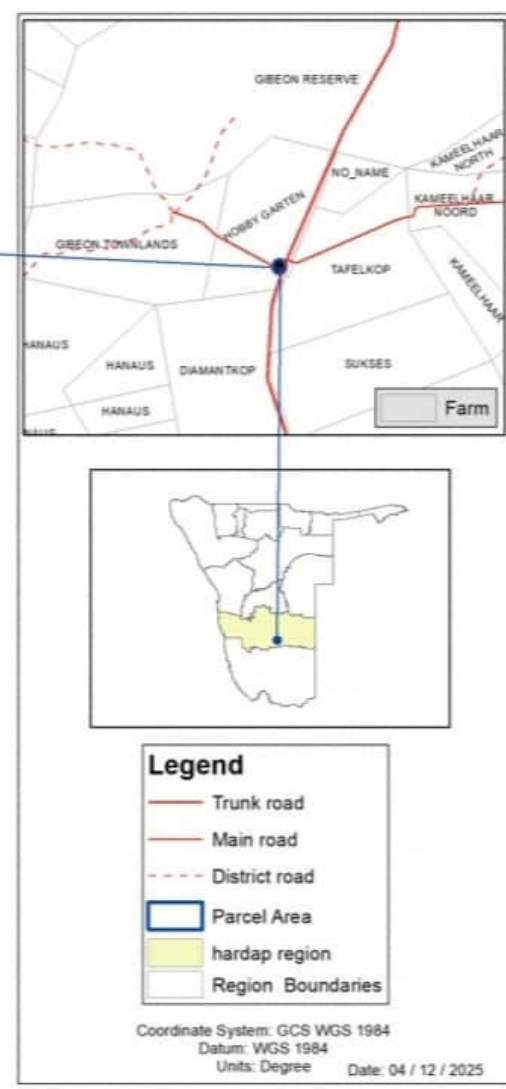 GIBEON RESERVE
KAMEELHAAR
NORTH
NO_NAME
KAMEELHAAR
NOORD
HOBBY GARTEN
GIBEON TOWNLANDS
TAFELKOP
KAMEELHAAR
HANAUS
HANAUS
DIAMANTKOP
SUKSES
HANAUS
Farm
Legend
Trunk road
Main road
District road
Parcel Area
hardap region
Region Boundaries
Coordinate System: GCS WGS 1984
Datum: WGS 1984
Units: Degree
Date: 04 / 12 / 2025